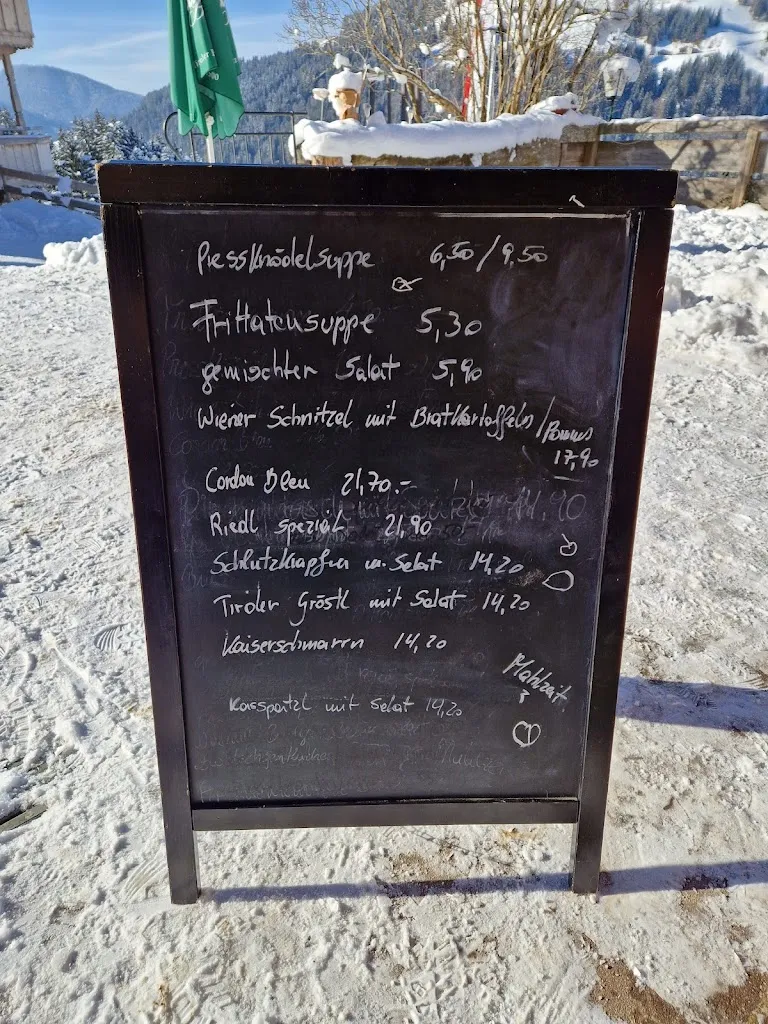 Pressknödelsuppe 6,50 / 9,50
Frittatensuppe 5,30
gemischter Salat 5,90
Wiener Schnitzel mit Bratkartoffeln / Pommes
17,90
Cordon Bleu 21,70.-
Riedl spezial 21,90
Schlutzkrapfen m. Salat 14,20
Tiroler Gröstl mit Salat 14,20
Kaiserschmarrn 14,20
Mahlzeit
Kasspatzl mit Salat 14,20